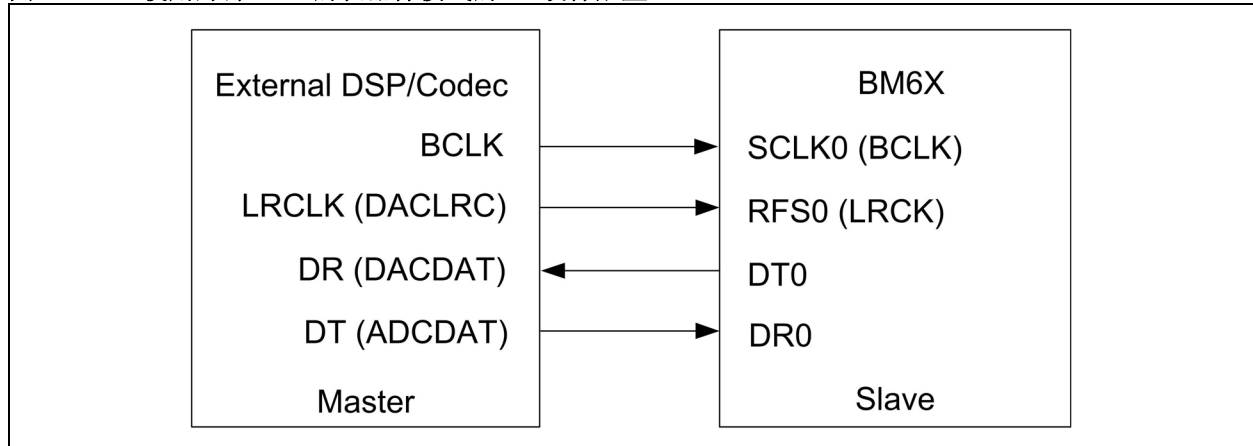 External DSP/Codec
BCLK
LRCLK (DACLRC)
DR (DACDAT)
DT (ADCDAT)
Master
BM6X
SCLK0 (BCLK)
RFS0 (LRCK)
DT0
DR0
Slave